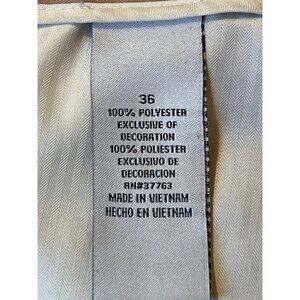 36
100% POLYESTER
EXCLUSIVE OF
DECORATION
100% POLIESTER
EXCLUSIVO DE
DECORACION
RN#37763
MADE IN VIETNAM
HECHO EN VIETNAM